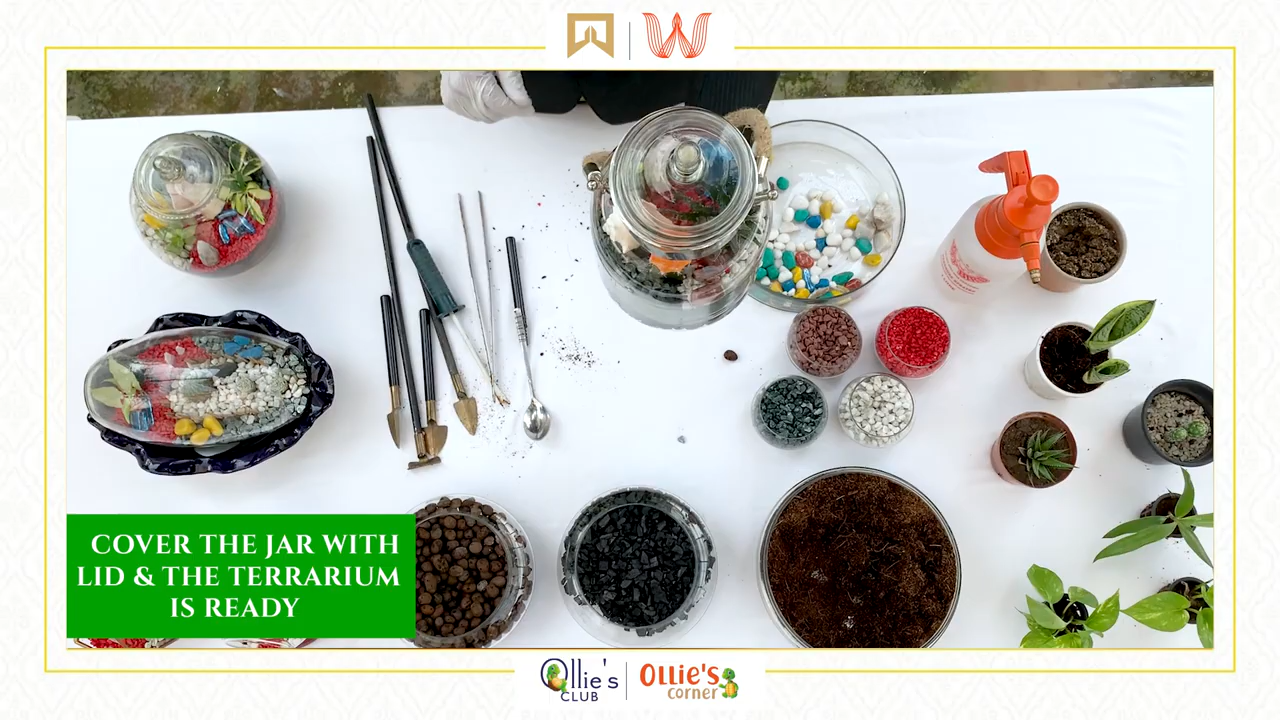 COVER THE JAR WITH
LID & THE TERRARIUM
IS READY
Ollie's
CLUB
OLLIE'S
corner